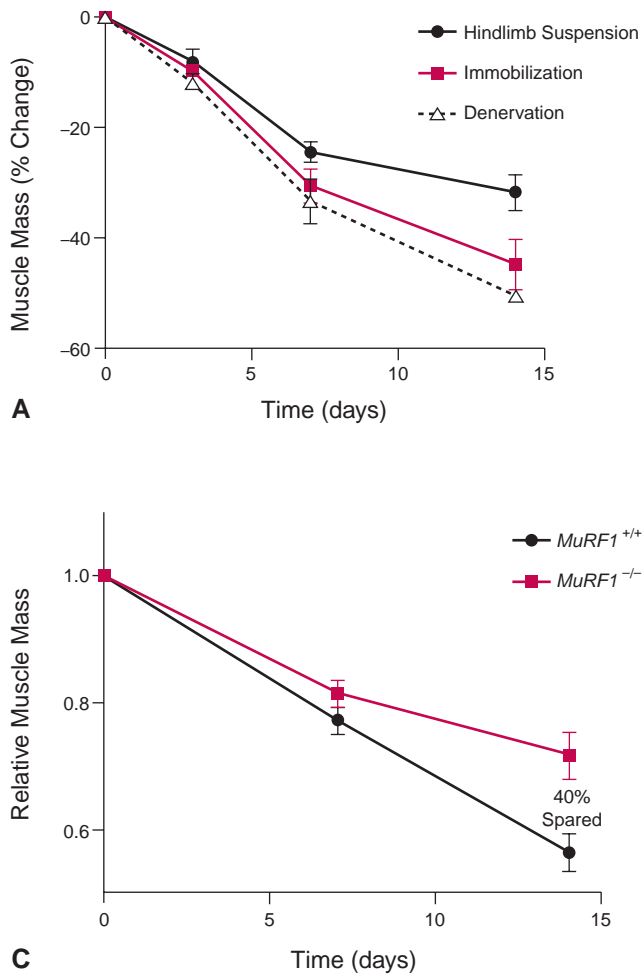 0
−20
−40
−60
Muscle Mass (% Change)
Hindlimb Suspension
Immobilization
Denervation
0
5
10
15
Time (days)
A
1.0
0.8
0.6
Relative Muscle Mass
MuRF1 +/+
MuRF1 −/−
40%
Spared
0
5
10
15
Time (days)
C